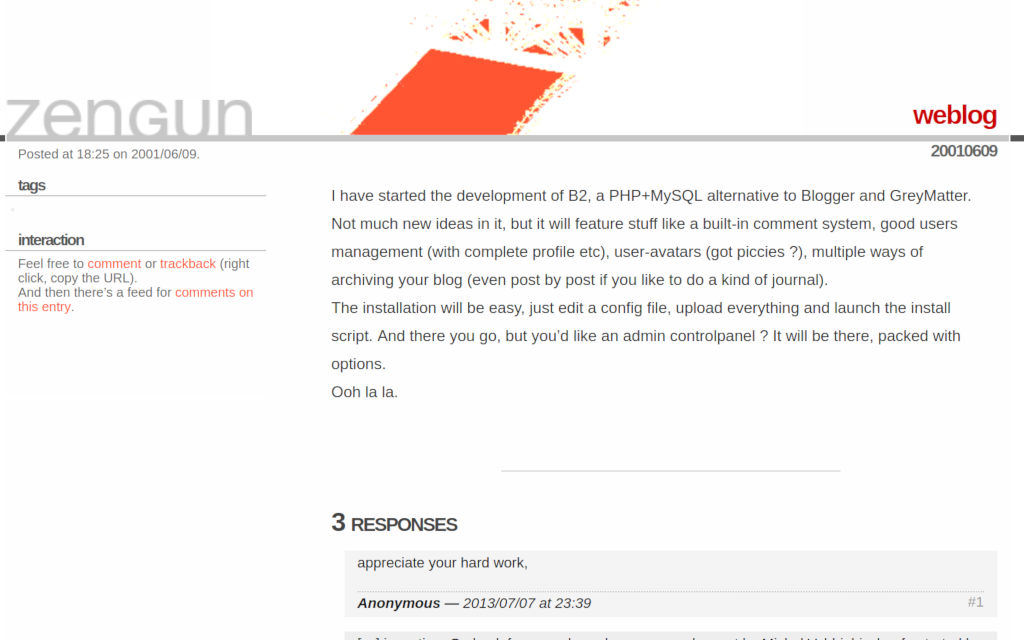 zengun
weblog
20010609
Posted at 18:25 on 2001/06/09.
tags
interaction
Feel free to comment or trackback (right
click, copy the URL).
And then there's a feed for comments on
this entry.
I have started the development of B2, a PHP+MySQL alternative to Blogger and GreyMatter.
Not much new ideas in it, but it will feature stuff like a built-in comment system, good users
management (with complete profile etc), user-avatars (got piccies ?), multiple ways of
archiving your blog (even post by post if you like to do a kind of journal).
The installation will be easy, just edit a config file, upload everything and launch the install
script. And there you go, but you'd like an admin controlpanel ? It will be there, packed with
options.
Ooh la la.
3 RESPONSES
appreciate your hard work,
Anonymous — 2013/07/07 at 23:39
#1